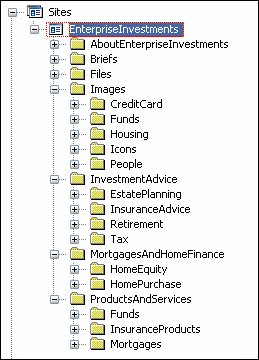 Sites
EnterpriseInvestments
AboutEnterpriseInvestments
Briefs
Files
Images
CreditCard
Funds
Housing
Icons
People
InvestmentAdvice
EstatePlanning
InsuranceAdvice
Retirement
Tax
MortgagesAndHomeFinance
HomeEquity
HomePurchase
ProductsAndServices
Funds
InsuranceProducts
Mortgages